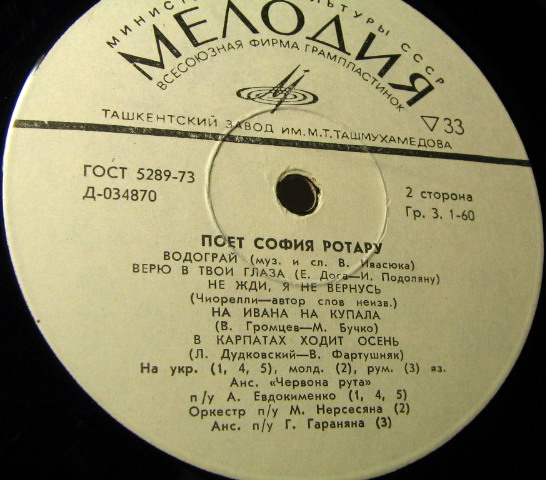 МИНИСТ ЬТУРЫ СССР
МЕЛОДИЯ
ВСЕСОЮЗНАЯ ФИРМА ГРАМПЛАСТИНОК
ТАШКЕНТСКИЙ ЗАВОД ИМ. М. Т. ТАШМУХАМЕДОВА
33
ГОСТ 5289-73
Д-034870
2 сторона
Гр. 3. 1-60
ПОЕТ СОФИЯ РОТАРУ
ВОДОГРАЙ (муз. и сл. В. Ивасюка)
ВЕРЮ В ТВОИ ГЛАЗА (Е. Дога—И. Подоляну)
НЕ ЖДИ, Я НЕ ВЕРНУСЬ
(Чиорелли—автор слов неизв.)
НА ИВАНА НА КУПАЛА
(В. Громцев—М. Бучко)
В КАРПАТАХ ХОДИТ ОСЕНЬ
(Л. Дудковский—В. Фартушняк)
На укр. (1, 4, 5), молд. (2), рум. (3) яз.
Анс. «Червона рута»
п/у А. Евдокименко (1, 4, 5)
Оркестр п/у М. Нерсесяна (2)
Анс. п/у Г. Гараняна (3)